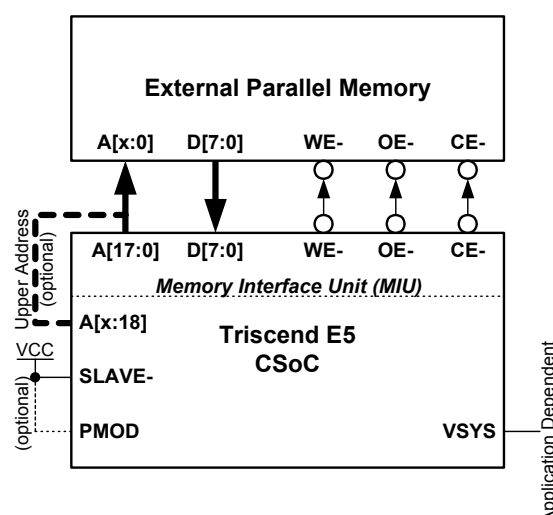 External Parallel Memory
A[x:0] D[7:0] WE- OE- CE-
Upper Address
(optional)
A[17:0] D[7:0] WE- OE- CE-
Memory Interface Unit (MIU)
A[x:18]
Triscend E5
CSoC
VCC
SLAVE-
(optional)
PMOD
VSYS
Application Dependent